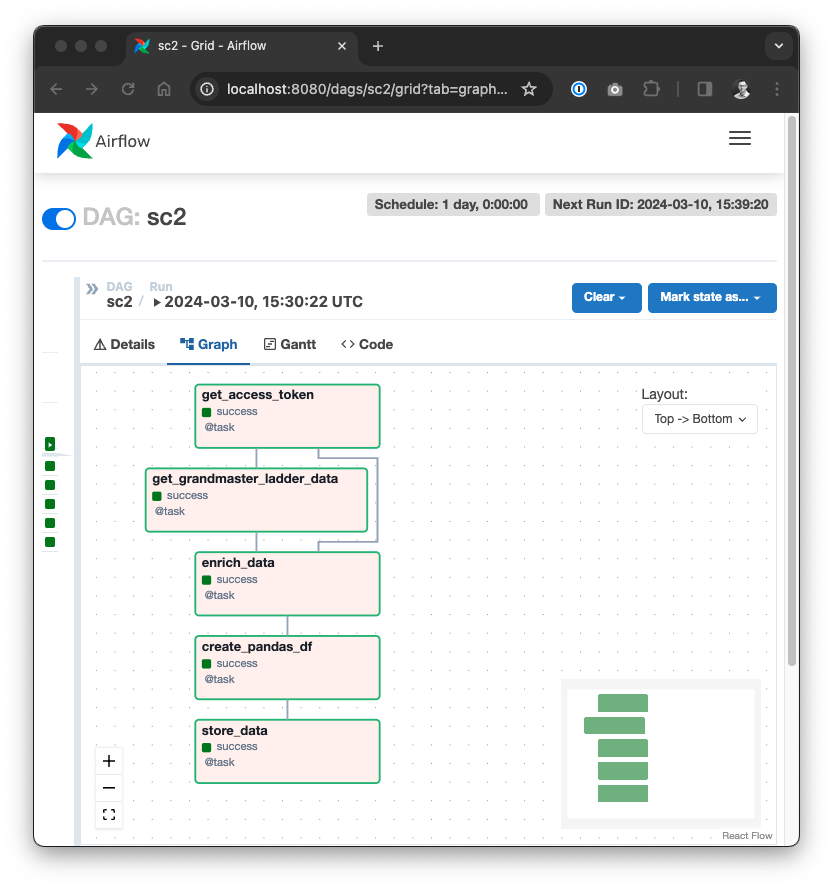 sc2 - Grid - Airflow
localhost:8080/dags/sc2/grid?tab=graph...
Airflow
DAG: sc2
Schedule: 1 day, 0:00:00
Next Run ID: 2024-03-10, 15:39:20
DAG
sc2 /
Run
2024-03-10, 15:30:22 UTC
Clear
Mark state as...
Details
Graph
Gantt
Code
Layout:
Top -> Bottom
get_access_token
success
@task
get_grandmaster_ladder_data
success
@task
enrich_data
success
@task
create_pandas_df
success
@task
store_data
success
@task
React Flow